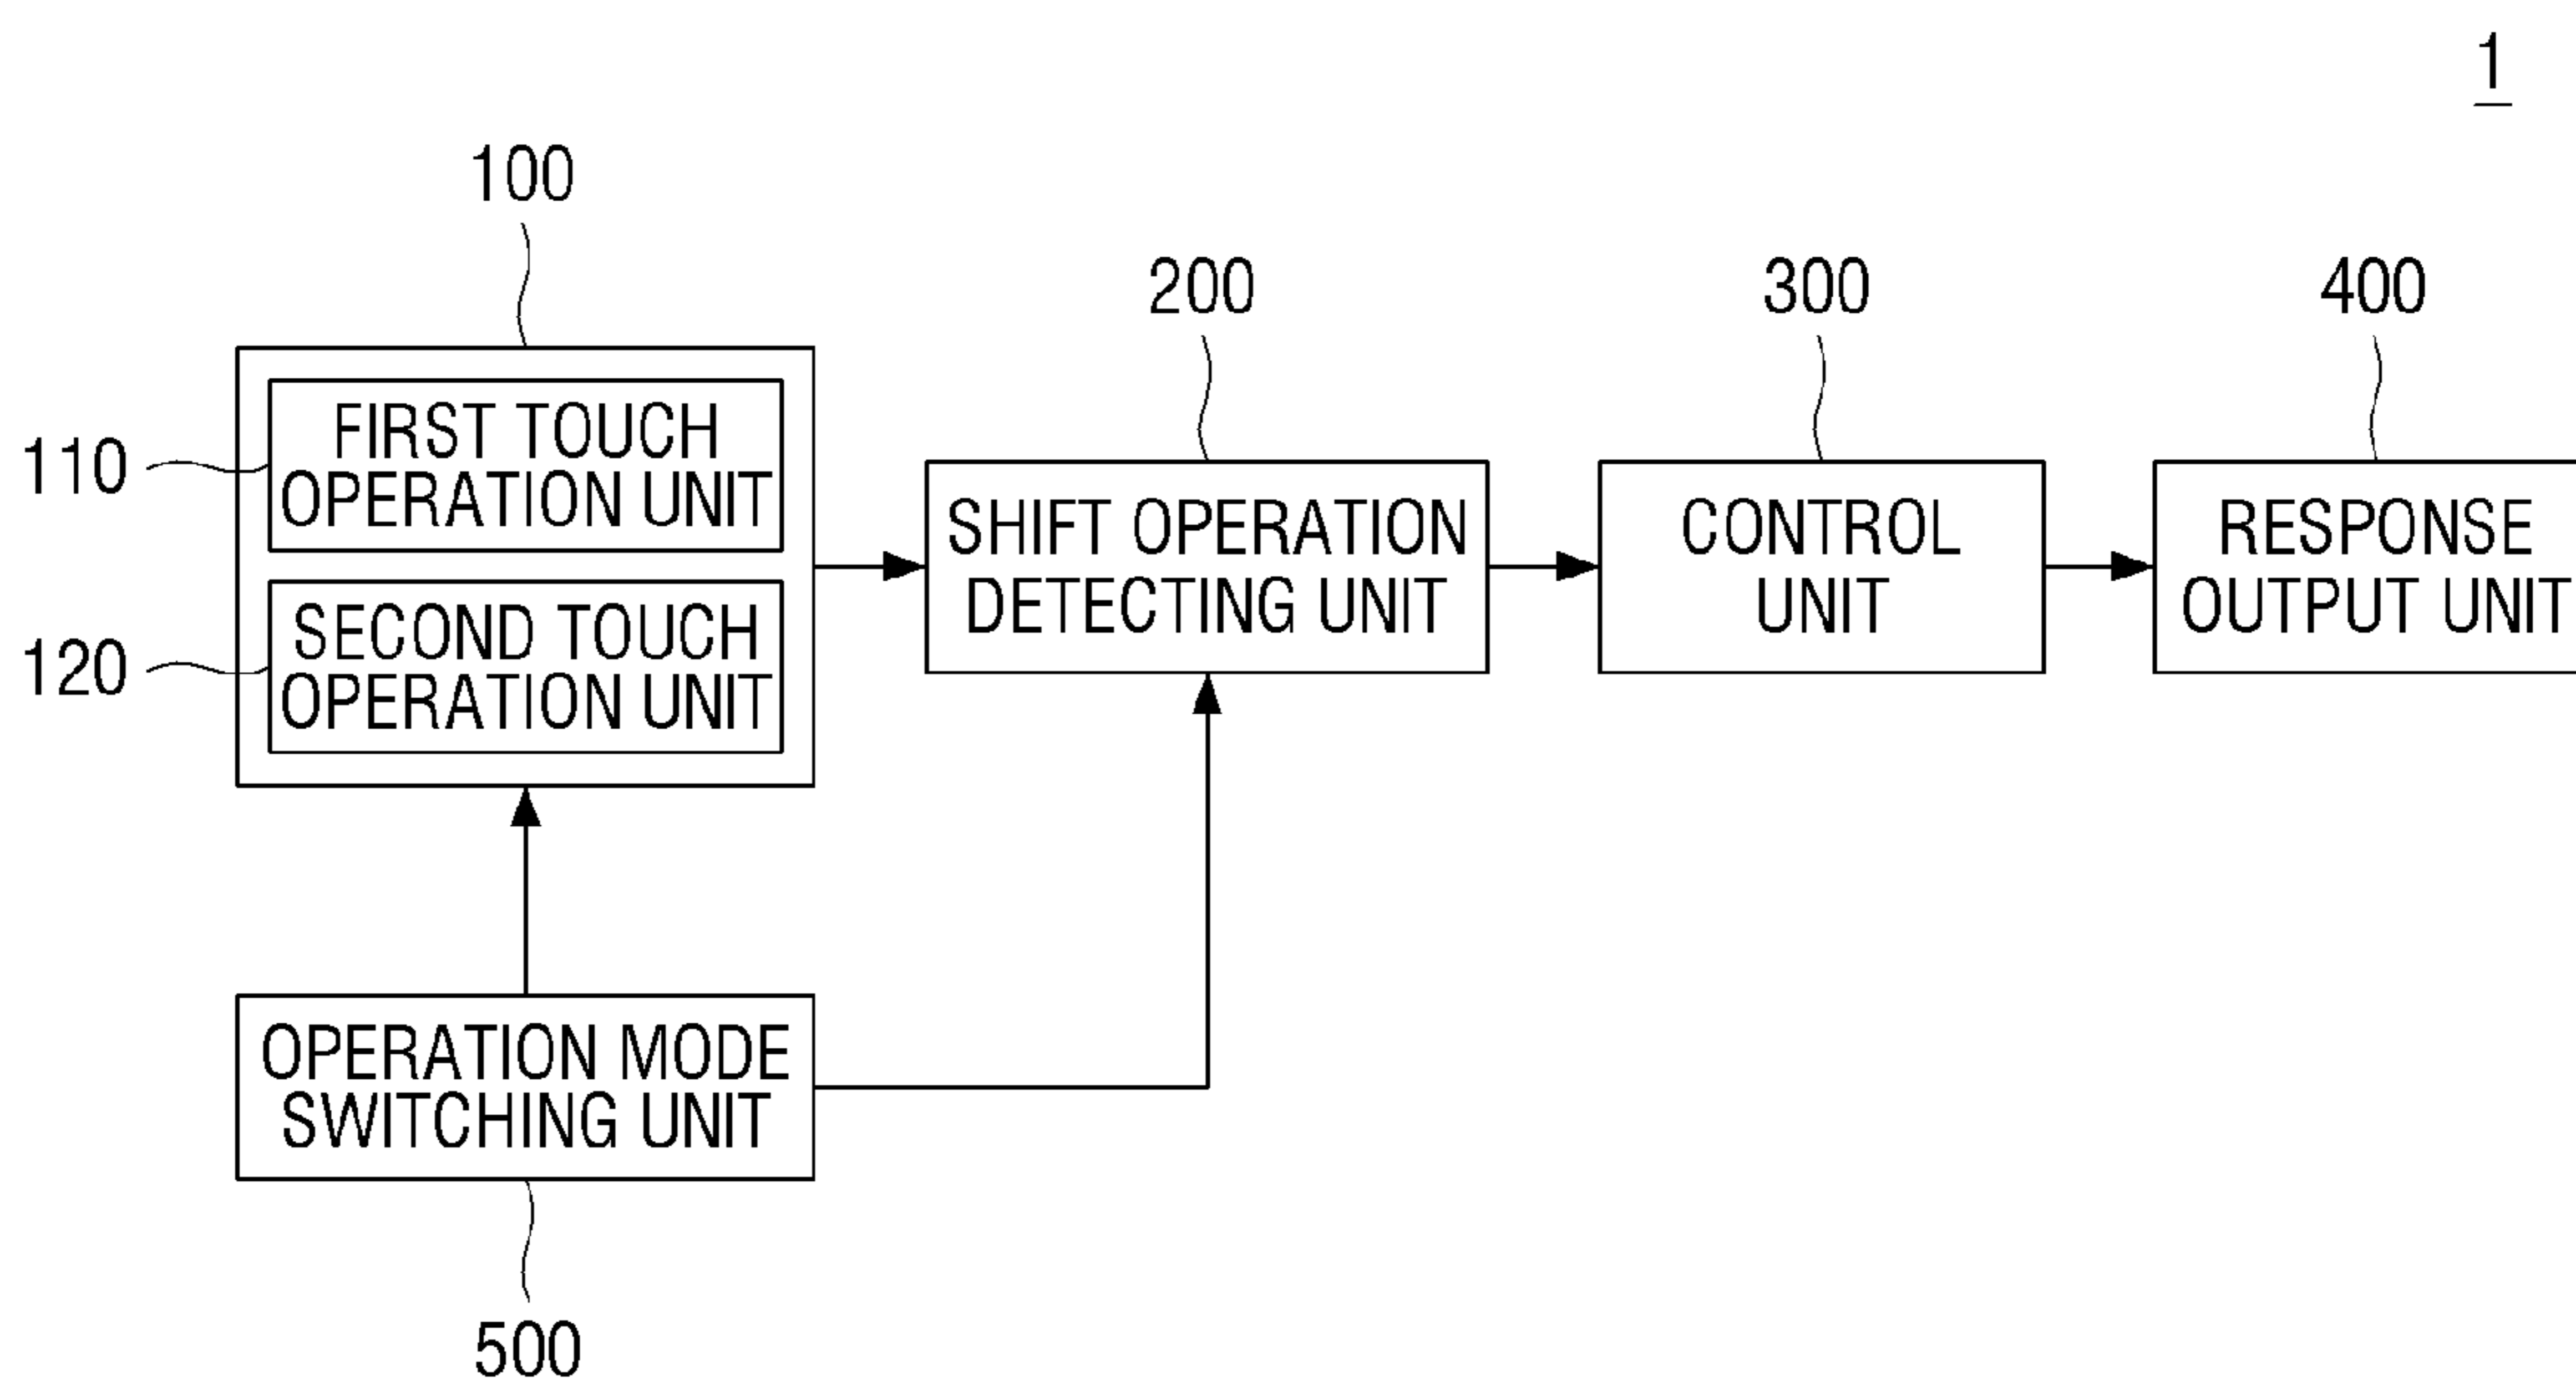 1
100
200
300
400
110
FIRST TOUCH
OPERATION UNIT
120
SECOND TOUCH
OPERATION UNIT
SHIFT OPERATION
DETECTING UNIT
CONTROL
UNIT
RESPONSE
OUTPUT UNIT
OPERATION MODE
SWITCHING UNIT
500